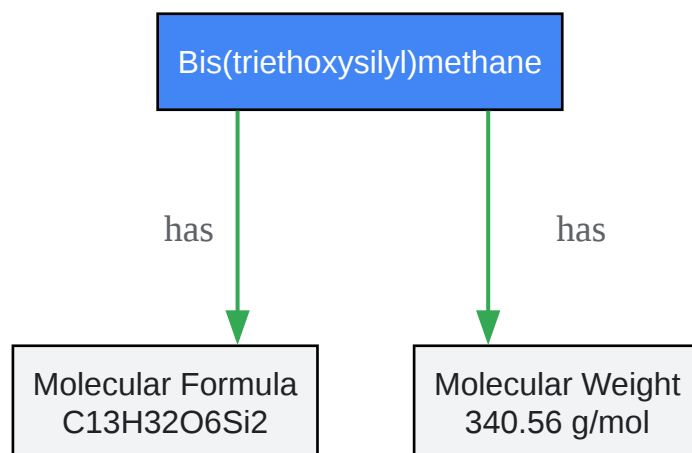 Bis(triethoxysilyl)methane
has
has
Molecular Formula
C13H32O6Si2
Molecular Weight
340.56 g/mol